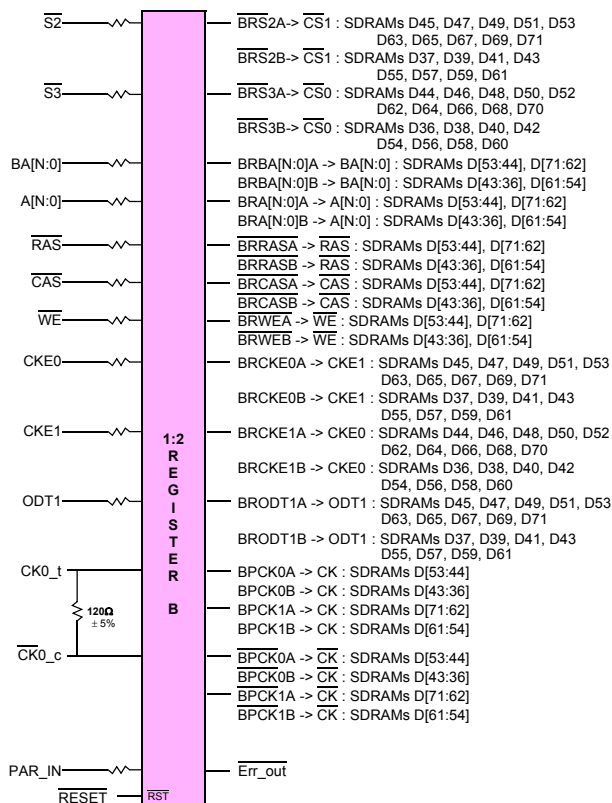 S2
BRS2A-> CS1 : SDRAMs D45, D47, D49, D51, D53
D63, D65, D67, D69, D71
BRS2B-> CS1 : SDRAMs D37, D39, D41, D43
D55, D57, D59, D61
S3
BRS3A-> CS0 : SDRAMs D44, D46, D48, D50, D52
D62, D64, D66, D68, D70
BRS3B-> CS0 : SDRAMs D36, D38, D40, D42
D54, D56, D58, D60
BA[N:0]
BRBA[N:0]A -> BA[N:0] : SDRAMs D[53:44], D[71:62]
BRBA[N:0]B -> BA[N:0] : SDRAMs D[43:36], D[61:54]
A[N:0]
BRA[N:0]A -> A[N:0] : SDRAMs D[53:44], D[71:62]
BRA[N:0]B -> A[N:0] : SDRAMs D[43:36], D[61:54]
RAS
BRRASA -> RAS : SDRAMs D[53:44], D[71:62]
BRRASB -> RAS : SDRAMs D[43:36], D[61:54]
CAS
BRCASA -> CAS : SDRAMs D[53:44], D[71:62]
BRCASB -> CAS : SDRAMs D[43:36], D[61:54]
WE
BRWEA -> WE : SDRAMs D[53:44], D[71:62]
BRWEB -> WE : SDRAMs D[43:36], D[61:54]
CKE0
BRCKE0A -> CKE1 : SDRAMs D45, D47, D49, D51, D53
D63, D65, D67, D69, D71
BRCKE0B -> CKE1 : SDRAMs D37, D39, D41, D43
D55, D57, D59, D61
CKE1
BRCKE1A -> CKE0 : SDRAMs D44, D46, D48, D50, D52
D62, D64, D66, D68, D70
BRCKE1B -> CKE0 : SDRAMs D36, D38, D40, D42
D54, D56, D58, D60
1:2
R
E
G
I
S
T
E
R
B
ODT1
BRODT1A -> ODT1 : SDRAMs D45, D47, D49, D51, D53
D63, D65, D67, D69, D71
BRODT1B -> ODT1 : SDRAMs D37, D39, D41, D43
D55, D57, D59, D61
CK0_t
BPCK0A -> CK : SDRAMs D[53:44]
BPCK0B -> CK : SDRAMs D[43:36]
BPCK1A -> CK : SDRAMs D[71:62]
BPCK1B -> CK : SDRAMs D[61:54]
120Ω
± 5%
CK0_c
BPCK0A -> CK : SDRAMs D[53:44]
BPCK0B -> CK : SDRAMs D[43:36]
BPCK1A -> CK : SDRAMs D[71:62]
BPCK1B -> CK : SDRAMs D[61:54]
PAR_IN
Err_out
RESET
RST